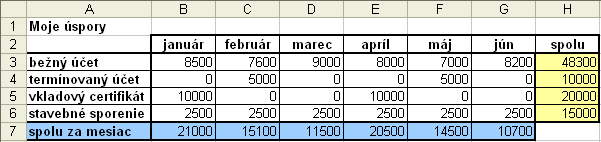 A B C D E F G H
1 Moje úspory
2 január február marec apríl máj jún spolu
3 bežný účet 8500 7600 9000 8000 7000 8200 48300
4 termínovaný účet 0 5000 0 0 5000 0 10000
5 vkladový certifikát 10000 0 0 10000 0 0 20000
6 stavebné sporenie 2500 2500 2500 2500 2500 2500 15000
7 spolu za mesiac 21000 15100 11500 20500 14500 10700